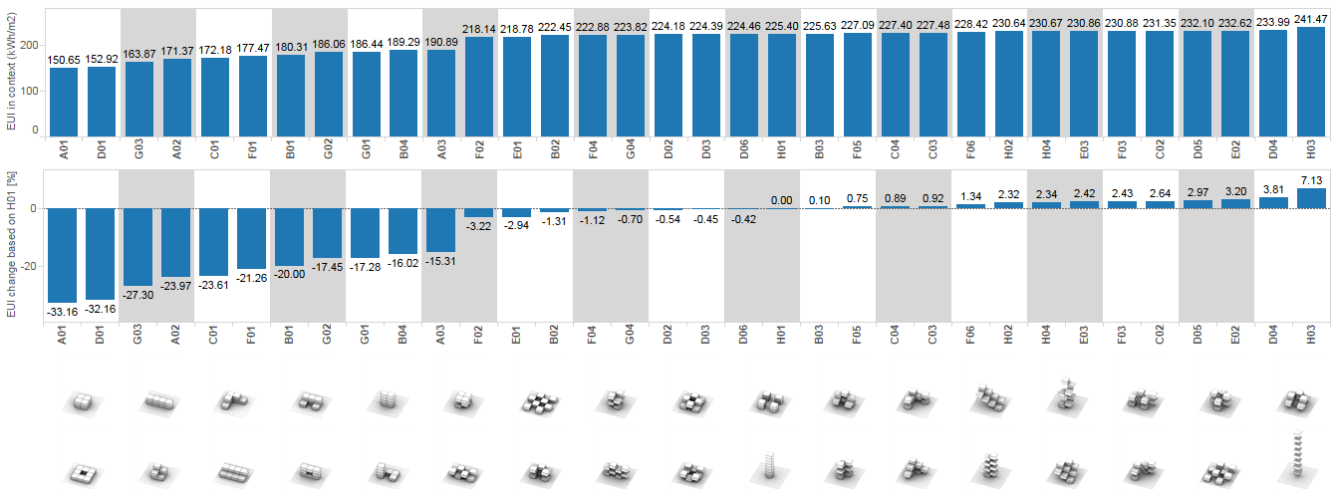 EUI in context (kWh/m2)
200
100
0
150.65 152.92 163.87 171.37 172.18 177.47 180.31 186.06 186.44 189.29 190.89 218.14 218.78 222.45 222.88 223.82 224.18 224.39 224.46 225.40 225.63 227.09 227.40 227.48 228.42 230.64 230.67 230.86 230.88 231.35 232.10 232.62 233.99 241.47
A01 D01 G03 A02 C01 F01 B01 G02 G01 B04 A03 F02 E01 B02 F04 G04 D02 D03 D06 H01 B03 F05 C04 C03 F06 H02 H04 E03 F03 C02 D05 E02 D04 H03
EUI change based on H01 [%]
0
-20
-33.16 -32.16 -27.30 -23.97 -23.61 -21.26 -20.00 -17.45 -17.28 -16.02 -15.31 -3.22 -2.94 -1.31 -1.12 -0.70 -0.54 -0.45 -0.42 0.00 0.10 0.75 0.89 0.92 1.34 2.32 2.34 2.42 2.43 2.64 2.97 3.20 3.81 7.13
A01 D01 G03 A02 C01 F01 B01 G02 G01 B04 A03 F02 E01 B02 F04 G04 D02 D03 D06 H01 B03 F05 C04 C03 F06 H02 H04 E03 F03 C02 D05 E02 D04 H03